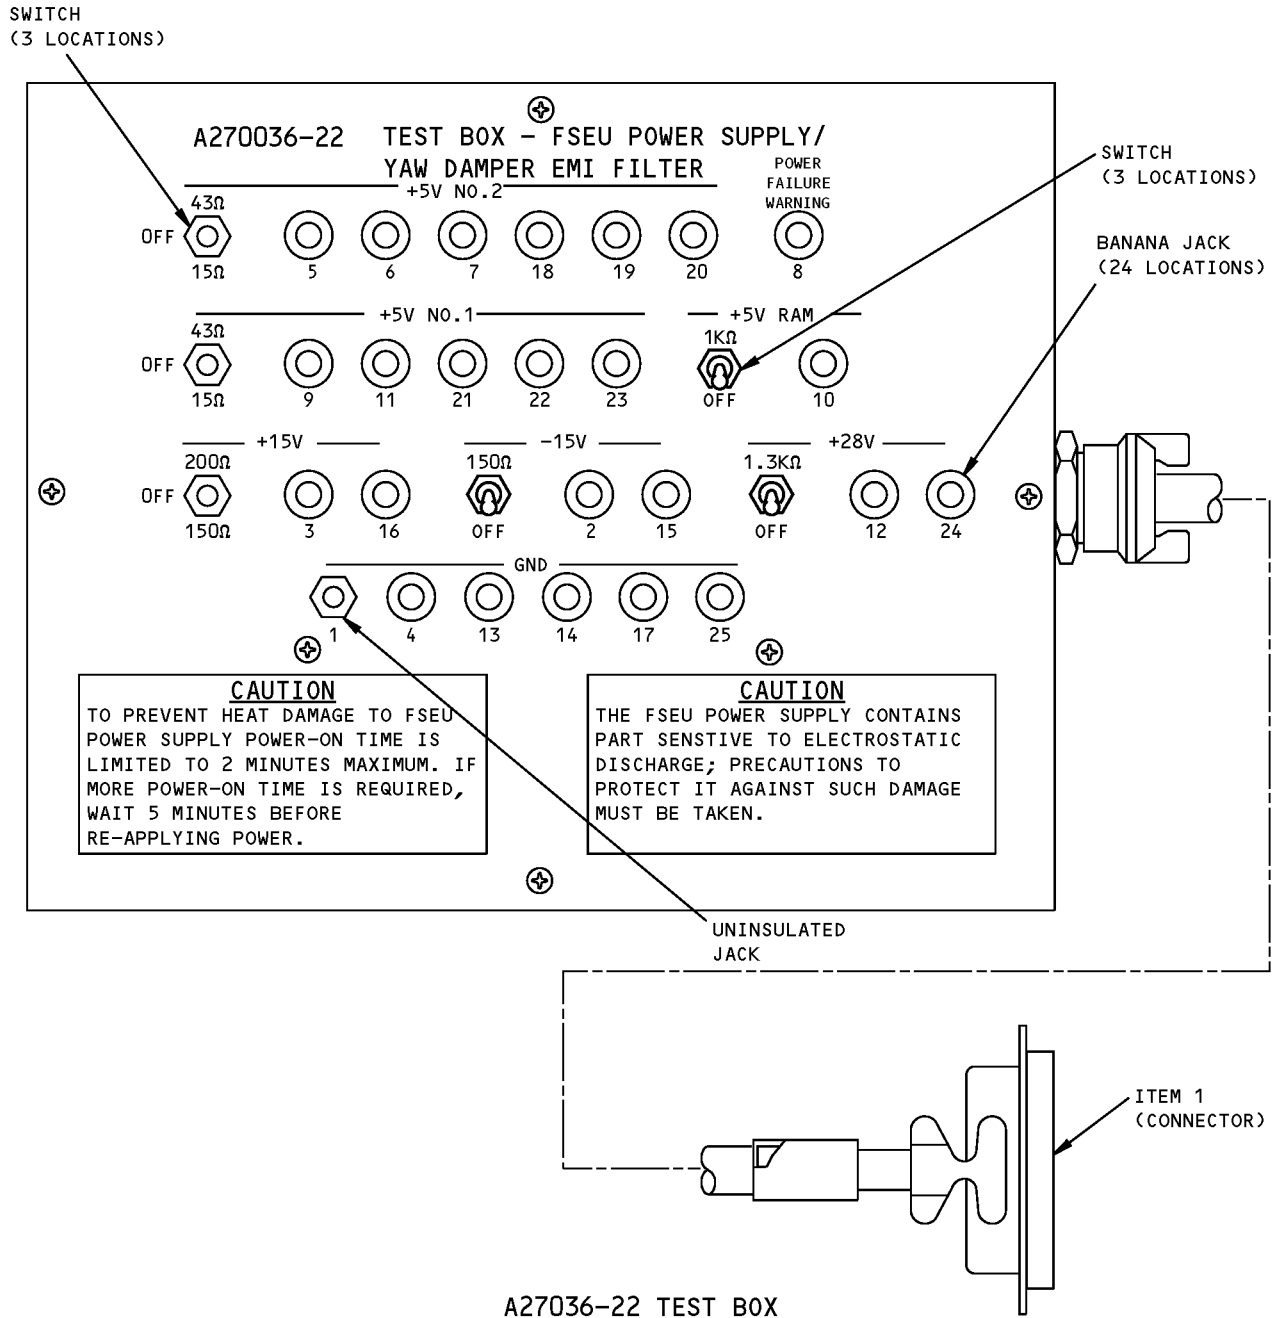 SWITCH
(3 LOCATIONS)
A270036-22 TEST BOX - FSEU POWER SUPPLY/
YAW DAMPER EMI FILTER
POWER
FAILURE
WARNING
SWITCH
(3 LOCATIONS)
BANANA JACK
(24 LOCATIONS)
+5V NO.2
43Ω
OFF
15Ω
5 6 7 18 19 20 8
+5V NO.1
+5V RAM
43Ω
1KΩ
OFF
15Ω
9 11 21 22 23
OFF
10
+15V
-15V
+28V
200Ω
150Ω
1.3KΩ
OFF
150Ω
3 16
OFF
2 15
OFF
12 24
GND
1 4 13 14 17 25
CAUTION
TO PREVENT HEAT DAMAGE TO FSEU
POWER SUPPLY POWER-ON TIME IS
LIMITED TO 2 MINUTES MAXIMUM. IF
MORE POWER-ON TIME IS REQUIRED,
WAIT 5 MINUTES BEFORE
RE-APPLYING POWER.
CAUTION
THE FSEU POWER SUPPLY CONTAINS
PART SENSTIVE TO ELECTROSTATIC
DISCHARGE; PRECAUTIONS TO
PROTECT IT AGAINST SUCH DAMAGE
MUST BE TAKEN.
UNINSULATED
JACK
ITEM 1
(CONNECTOR)
A27036-22 TEST BOX